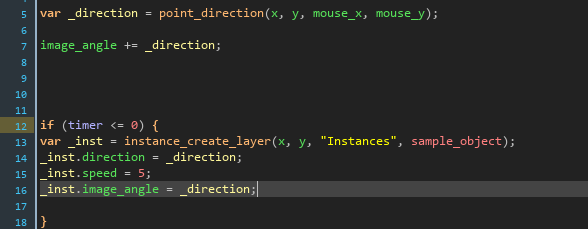 5 var _direction = point_direction(x, y, mouse_x, mouse_y);
6
7 image_angle += _direction;
8
9
10
11
12 if (timer <= 0) {
13 var _inst = instance_create_layer(x, y, "Instances", sample_object);
14 _inst.direction = _direction;
15 _inst.speed = 5;
16 _inst.image_angle = _direction;
17
18 }